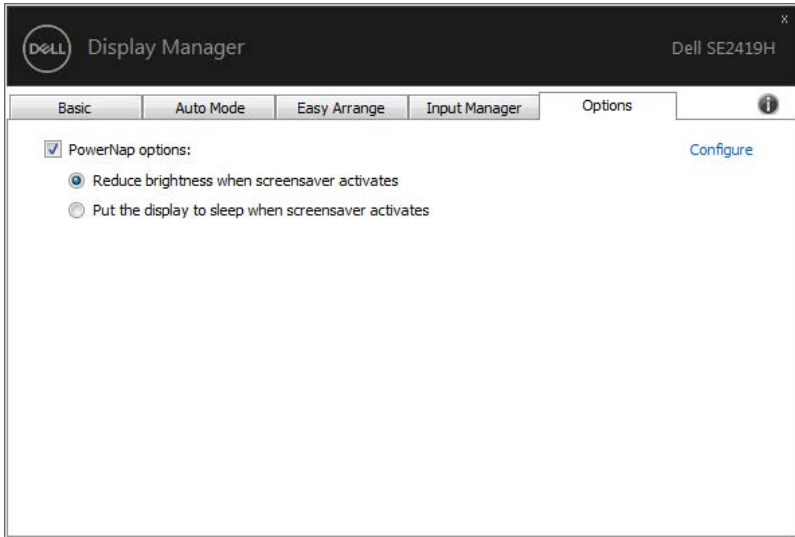 x
DELL Display Manager Dell SE2419H
Basic Auto Mode Easy Arrange Input Manager Options i
PowerNap options: Configure
Reduce brightness when screensaver activates
Put the display to sleep when screensaver activates